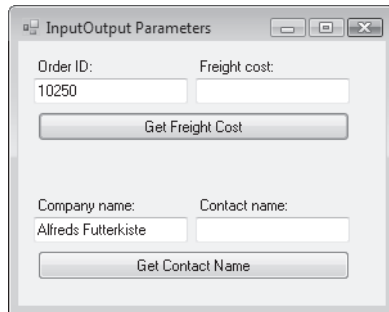 InputOutput Parameters
Order ID: Freight cost:
10250
Get Freight Cost
Company name: Contact name:
Alfreds Futterkiste
Get Contact Name